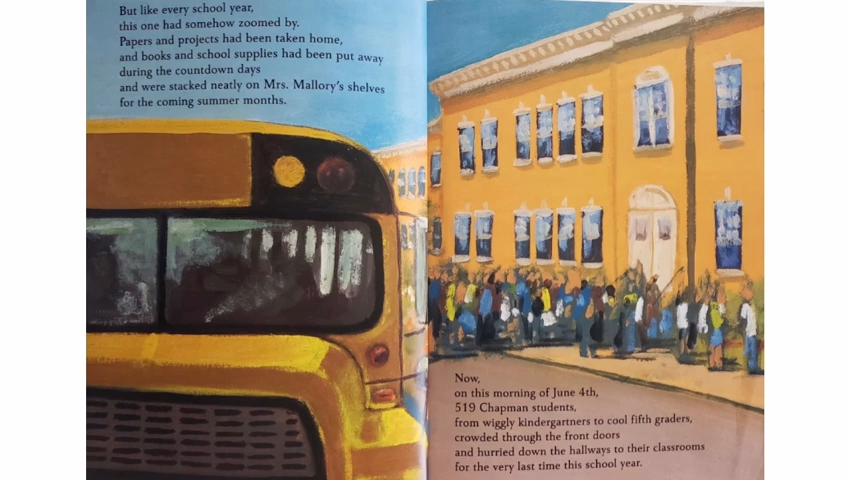 But like every school year,
this one had somehow zoomed by.
Papers and projects had been taken home,
and books and school supplies had been put away
during the countdown days
and were stacked neatly on Mrs. Mallory's shelves
for the coming summer months.
Now,
on this morning of June 4th,
519 Chapman students,
from wiggly kindergartners to cool fifth graders,
crowded through the front doors
and hurried down the hallways to their classrooms
for the very last time this school year.